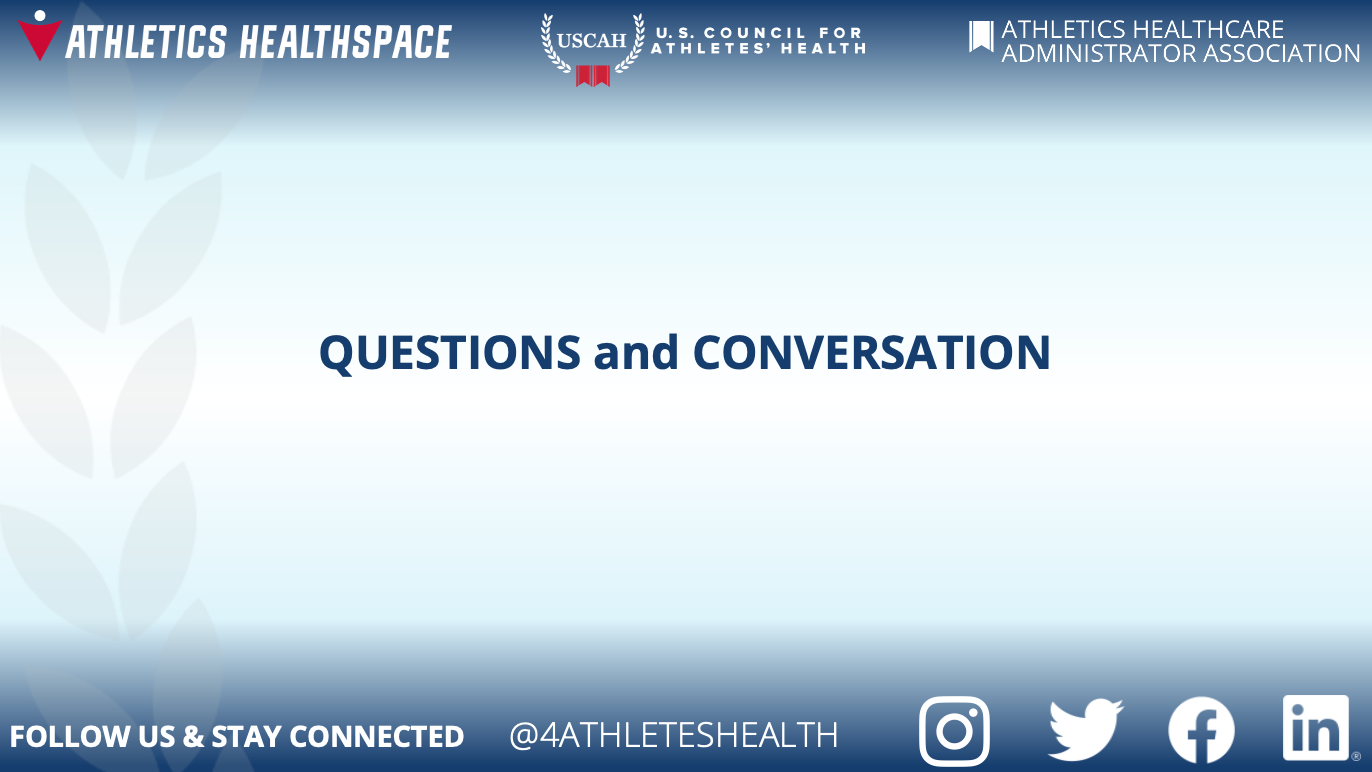 ATHLETICS HEALTHSPACE
USCAH
U.S. COUNCIL FOR
ATHLETES' HEALTH
ATHLETICS HEALTHCARE
ADMINISTRATOR ASSOCIATION
QUESTIONS and CONVERSATION
FOLLOW US & STAY CONNECTED @4ATHLETESHEALTH
in®